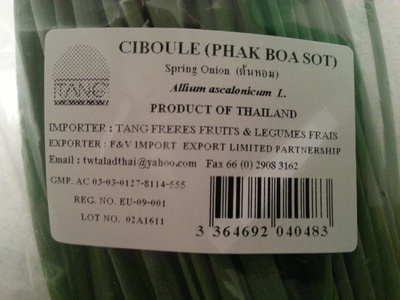 CIBOULE (PHAK BOA SOT)
Spring Onion (ต้นหอม)
Allium ascalonicum L.
TANG
PRODUCT OF THAILAND
IMPORTER : TANG FRERES FRUITS & LEGUMES FRAIS
EXPORTER : F&V IMPORT EXPORT LIMITED PARTNERSHIP
Email : twtaladthai@yahoo.com Fax 66 (0) 2908 3162
GMP. AC 03-03-0127-8114-555
REG. NO. EU-09-001
LOT NO. 02A1611
3 364692 040483